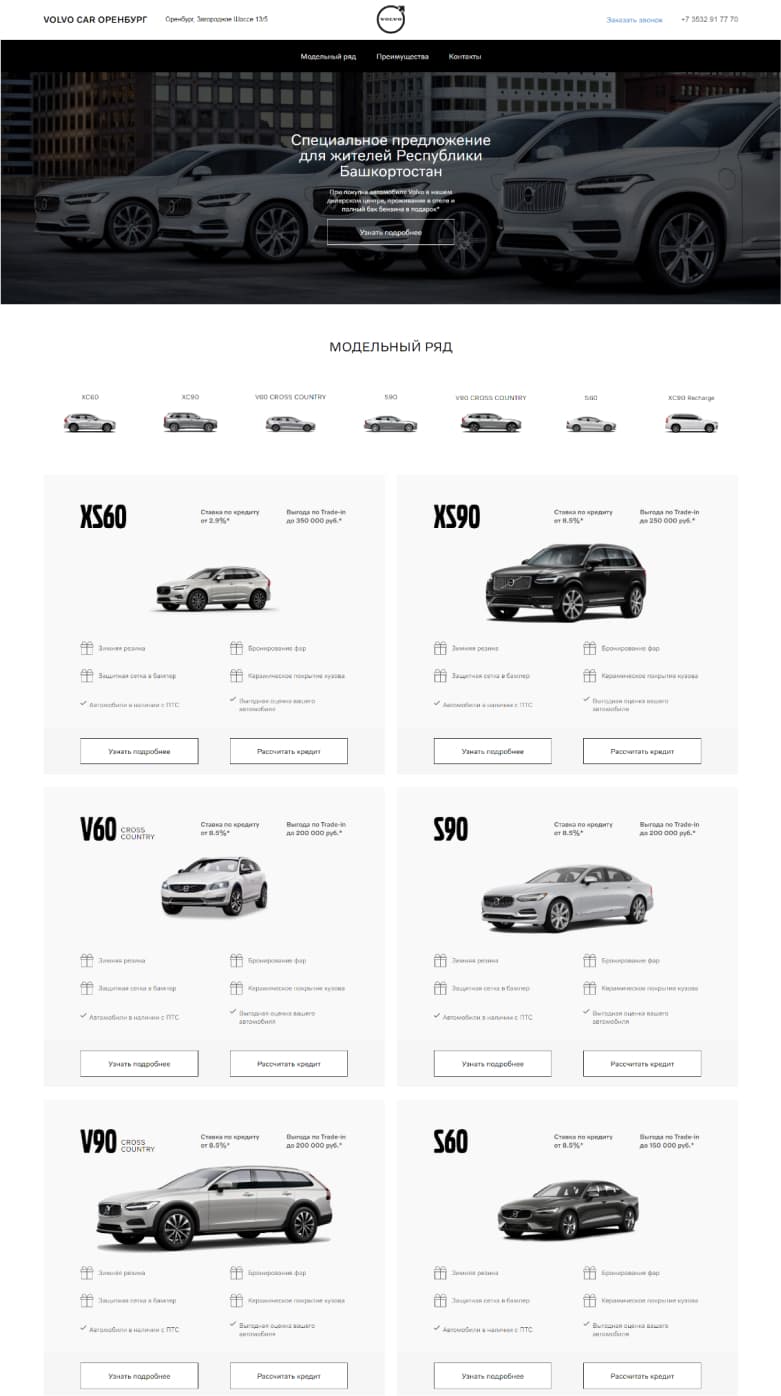 VOLVO CAR ОРЕНБУРГ
Оренбург, Загородное Шоссе 13/5
VOLVO
Заказать звонок
+7 3532 91 77 70
Модельный ряд
Преимущества
Контакты
Специальное предложение
для жителей Республики
Башкортостан
При покупке автомобиля Volvo в нашем
дилерском центре, проживание в отеле и
полный бак бензина в подарок*
Узнать подробнее
МОДЕЛЬНЫЙ РЯД
XC60
XC90
V60 CROSS COUNTRY
S90
V90 CROSS COUNTRY
S60
XC90 Recharge
XS60
Ставка по кредиту
от 2.9%*
Выгода по Trade-in
до 350 000 руб.*
Зимняя резина
Бронирование фар
Защитная сетка в бампер
Керамическое покрытие кузова
Автомобили в наличии с ПТС
Выгодная оценка вашего
автомобиля
Узнать подробнее
Рассчитать кредит
XS90
Ставка по кредиту
от 8.5%*
Выгода по Trade-in
до 250 000 руб.*
Зимняя резина
Бронирование фар
Защитная сетка в бампер
Керамическое покрытие кузова
Автомобили в наличии с ПТС
Выгодная оценка вашего
автомобиля
Узнать подробнее
Рассчитать кредит
V60 CROSS
COUNTRY
Ставка по кредиту
от 8.5%*
Выгода по Trade-in
до 200 000 руб.*
Зимняя резина
Бронирование фар
Защитная сетка в бампер
Керамическое покрытие кузова
Автомобили в наличии с ПТС
Выгодная оценка вашего
автомобиля
Узнать подробнее
Рассчитать кредит
S90
Ставка по кредиту
от 8.5%*
Выгода по Trade-in
до 200 000 руб.*
Зимняя резина
Бронирование фар
Защитная сетка в бампер
Керамическое покрытие кузова
Автомобили в наличии с ПТС
Выгодная оценка вашего
автомобиля
Узнать подробнее
Рассчитать кредит
V90 CROSS
COUNTRY
Ставка по кредиту
от 8.5%*
Выгода по Trade-in
до 200 000 руб.*
Зимняя резина
Бронирование фар
Защитная сетка в бампер
Керамическое покрытие кузова
Автомобили в наличии с ПТС
Выгодная оценка вашего
автомобиля
Узнать подробнее
Рассчитать кредит
S60
Ставка по кредиту
от 8.5%*
Выгода по Trade-in
до 150 000 руб.*
Зимняя резина
Бронирование фар
Защитная сетка в бампер
Керамическое покрытие кузова
Автомобили в наличии с ПТС
Выгодная оценка вашего
автомобиля
Узнать подробнее
Рассчитать кредит